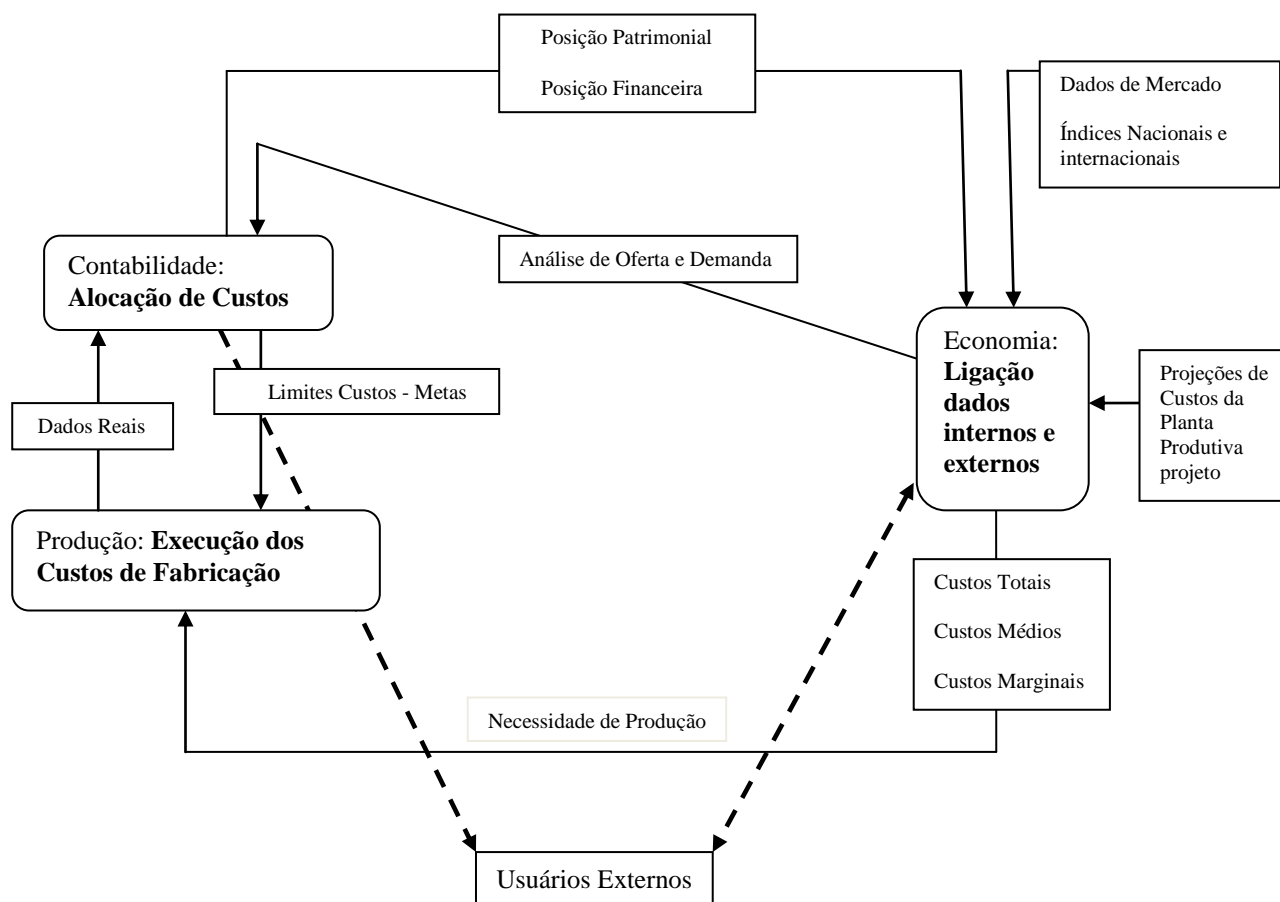 Posição Patrimonial
Posição Financeira
Dados de Mercado
Índices Nacionais e
internacionais
Contabilidade:
Alocação de Custos
Análise de Oferta e Demanda
Economia:
Ligação
dados
internos e
externos
Projeções de
Custos da
Planta
Produtiva
projeto
Limites Custos - Metas
Dados Reais
Produção: Execução dos
Custos de Fabricação
Custos Totais
Custos Médios
Custos Marginais
Necessidade de Produção
Usuários Externos